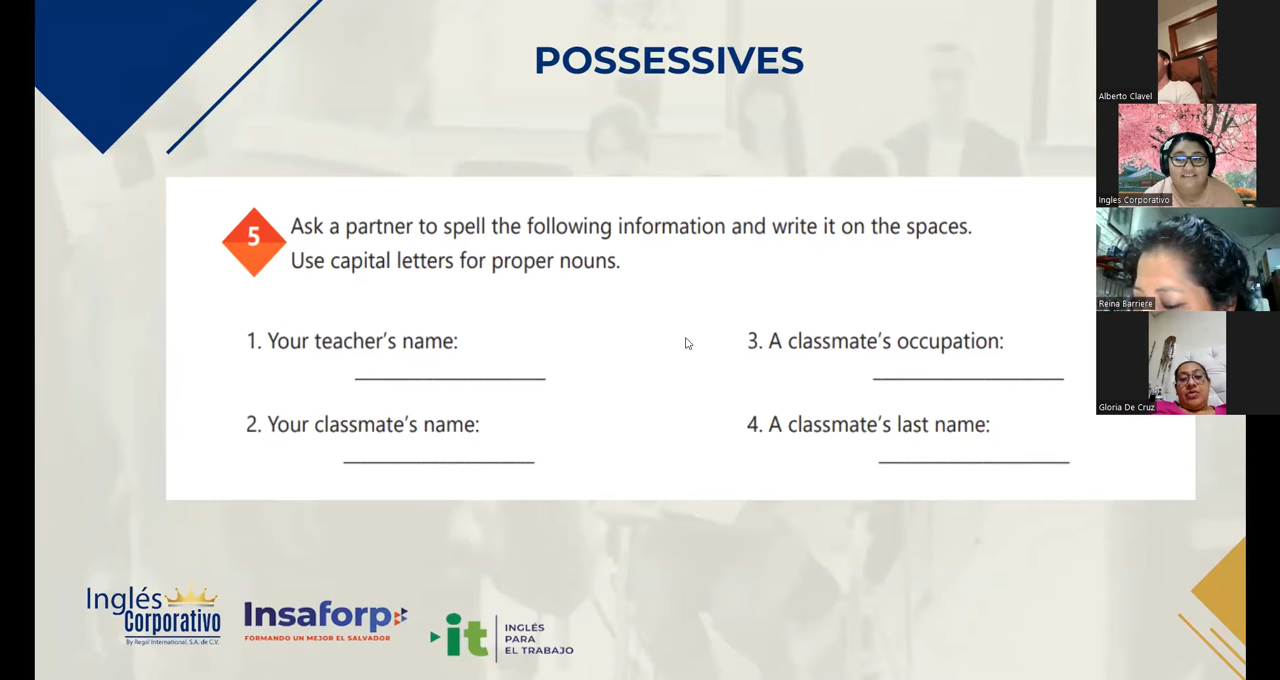 POSSESSIVES
5
Ask a partner to spell the following information and write it on the spaces.
Use capital letters for proper nouns.
1. Your teacher's name:
2. Your classmate's name:
3. A classmate's occupation:
4. A classmate's last name:
Alberto Clavel
Ingles Corporativo
Reina Barriere
Gloria De Cruz
Inglés
Corporativo
By Regal International, S.A. de C.V.
Insaforp
FORMANDO UN MEJOR EL SALVADOR
it
INGLÉS
PARA
EL TRABAJO